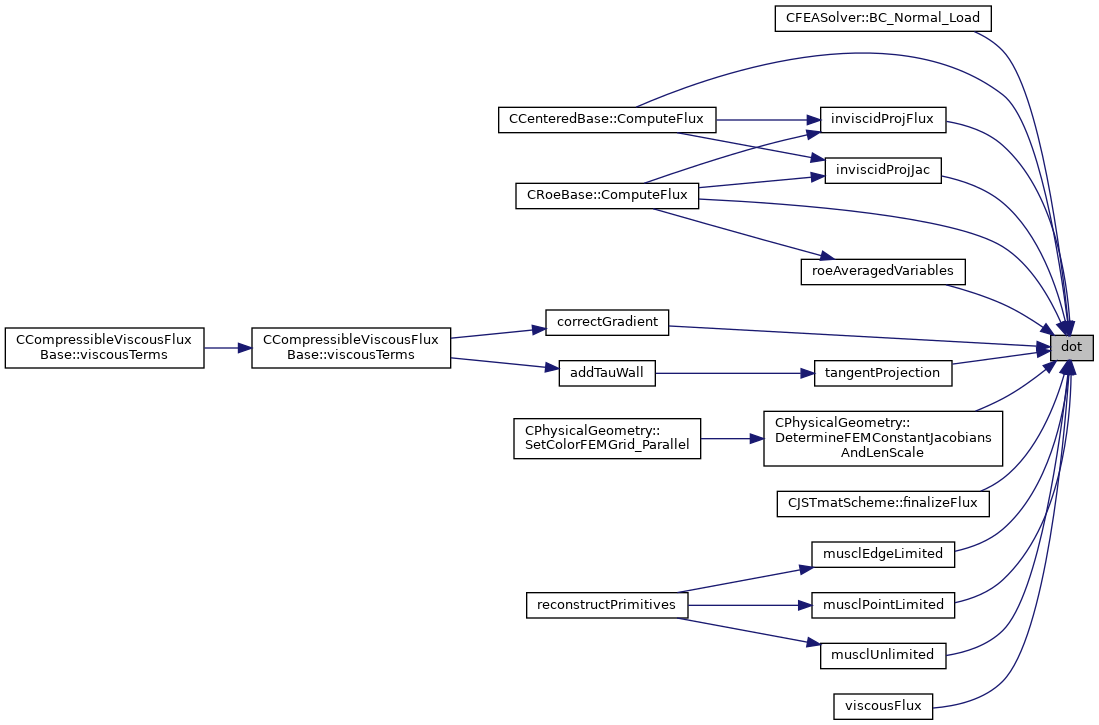 CFEASolver::BC_Normal_Load
CCenteredBase::ComputeFlux
inviscidProjFlux
inviscidProjJac
CRoeBase::ComputeFlux
roeAveragedVariables
correctGradient
CCompressibleViscousFlux
Base::viscousTerms
CCompressibleViscousFlux
Base::viscousTerms
dot
addTauWall
tangentProjection
CPhysicalGeometry::
SetColorFEMGrid_Parallel
CPhysicalGeometry::
DetermineFEMConstantJacobians
AndLenScale
CJSTmatScheme::finalizeFlux
musclEdgeLimited
reconstructPrimitives
musclPointLimited
musclUnlimited
viscousFlux